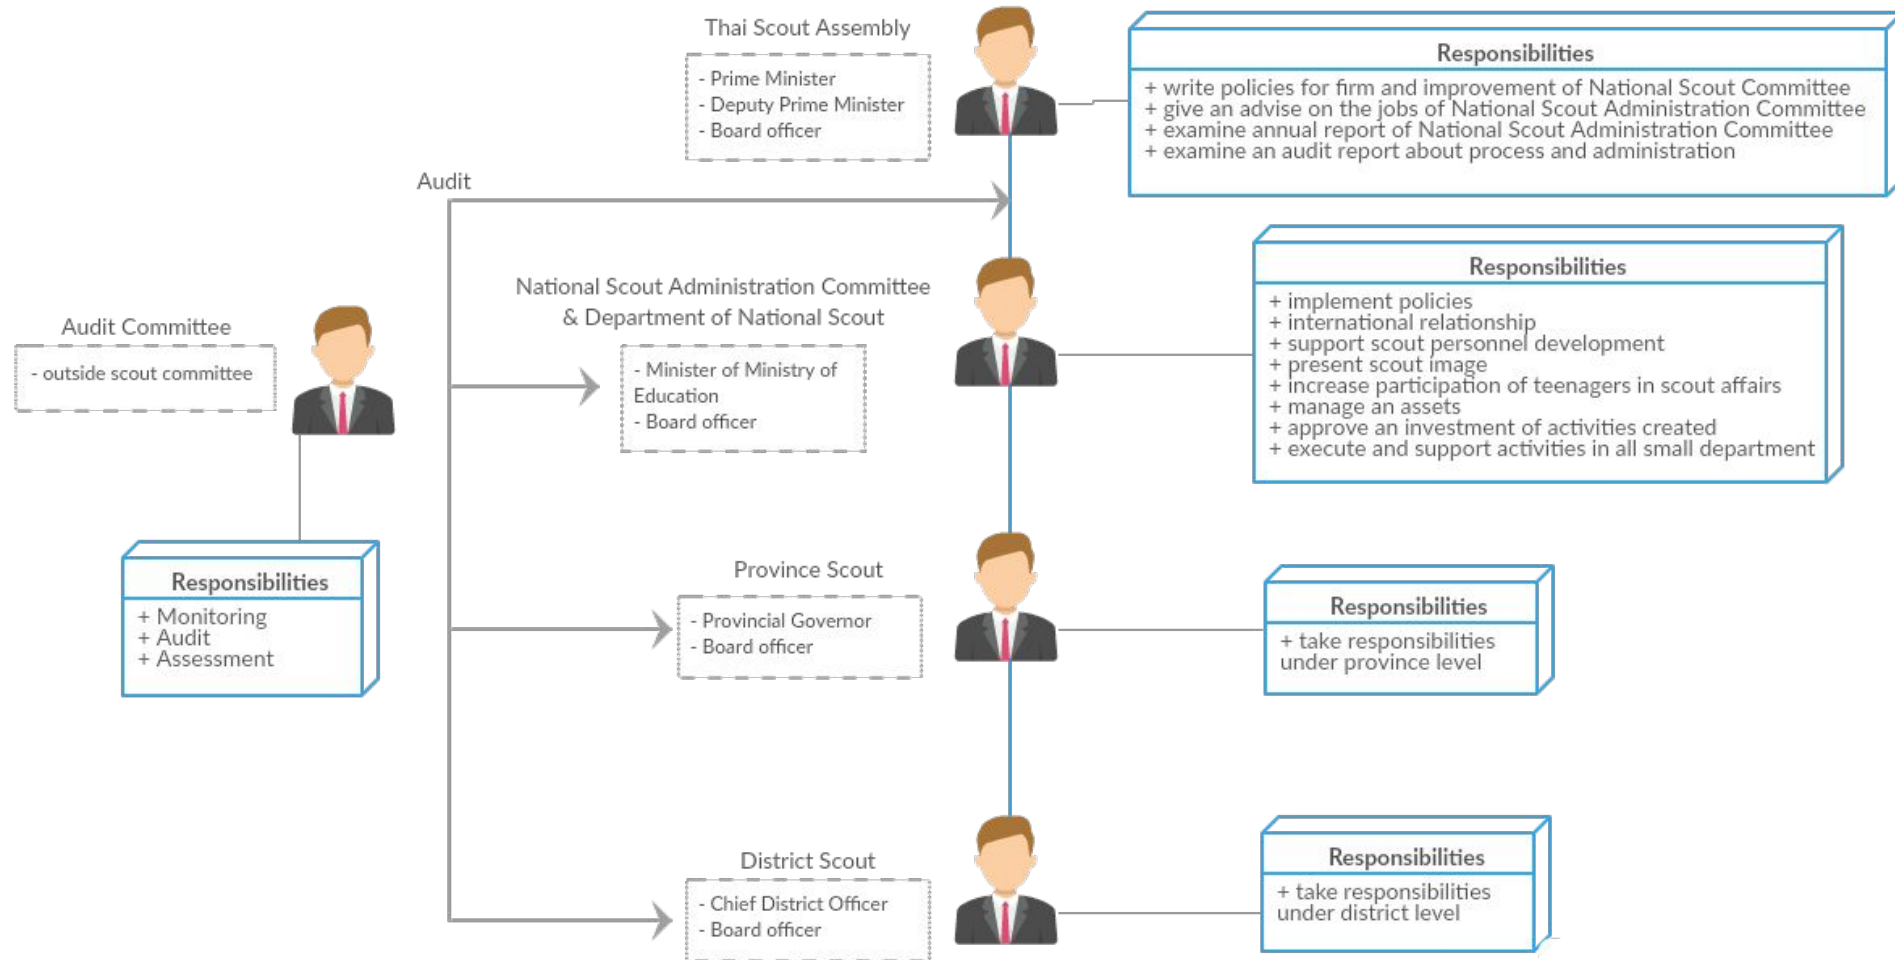 Thai Scout Assembly
- Prime Minister
- Deputy Prime Minister
- Board officer
Responsibilities
+ write policies for firm and improvement of National Scout Committee
+ give an advise on the jobs of National Scout Administration Committee
+ examine annual report of National Scout Administration Committee
+ examine an audit report about process and administration
Audit
National Scout Administration Committee
& Department of National Scout
- Minister of Ministry of
Education
- Board officer
Responsibilities
+ implement policies
+ international relationship
+ support scout personnel development
+ present scout image
+ increase participation of teenagers in scout affairs
+ manage an assets
+ approve an investment of activities created
+ execute and support activities in all small department
Audit Committee
- outside scout committee
Responsibilities
+ Monitoring
+ Audit
+ Assessment
Province Scout
- Provincial Governor
- Board officer
Responsibilities
+ take responsibilities
under province level
District Scout
- Chief District Officer
- Board officer
Responsibilities
+ take responsibilities
under district level